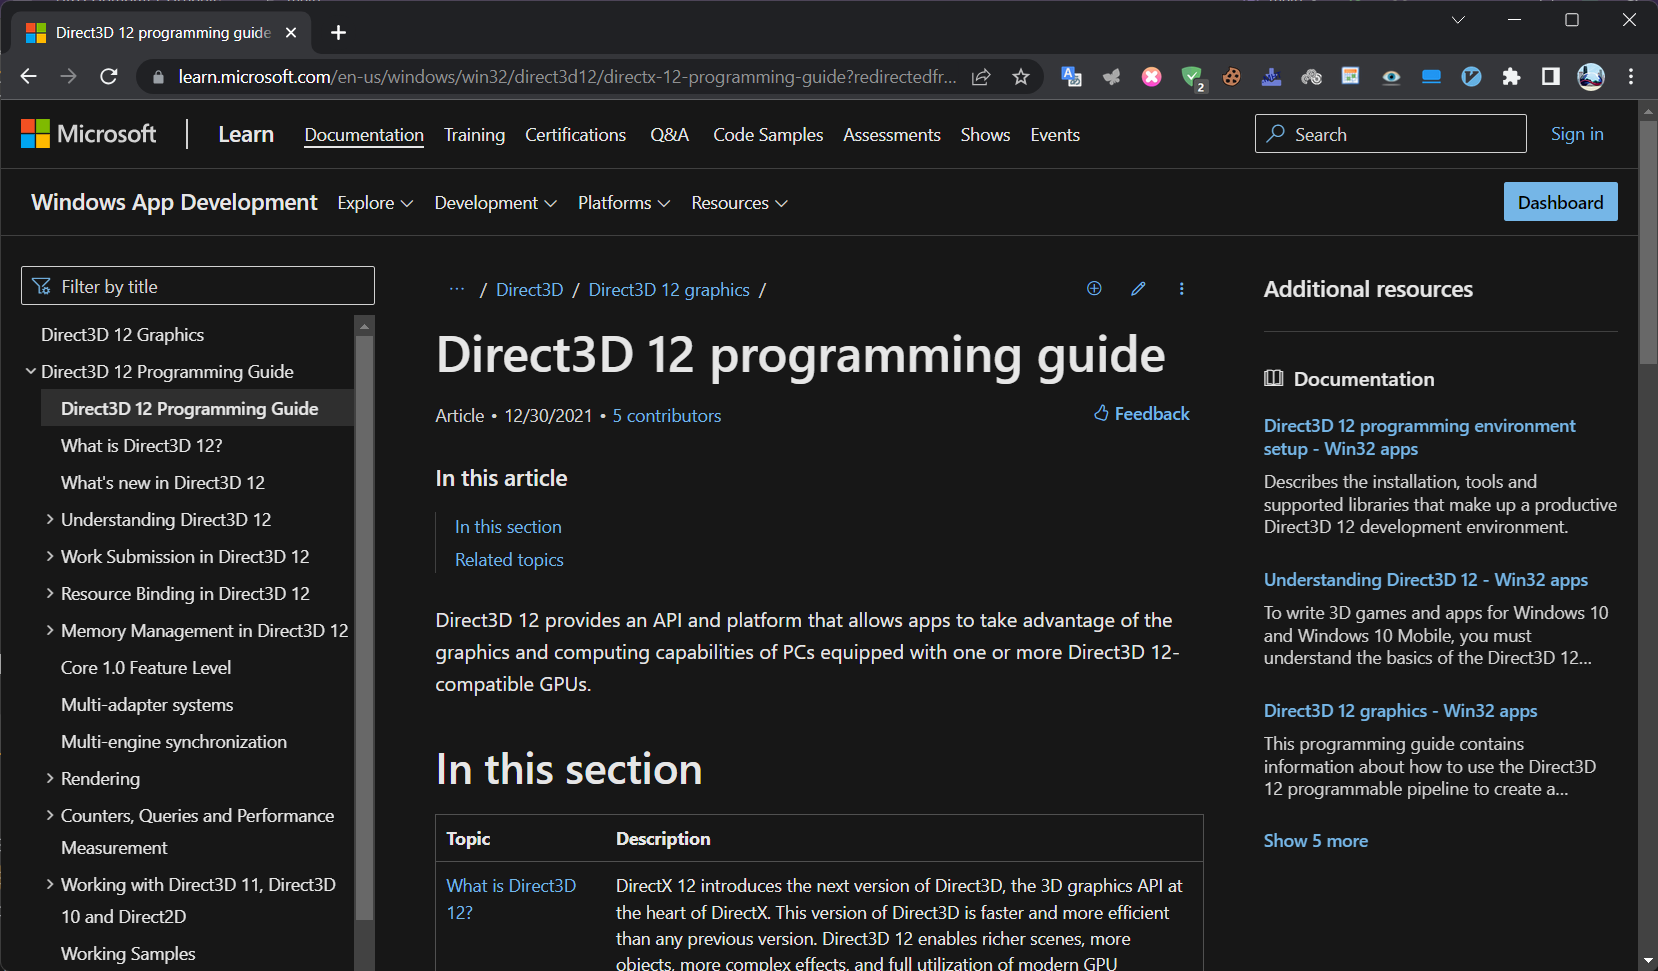 Direct3D 12 programming guide
learn.microsoft.com/en-us/windows/win32/direct3d12/directx-12-programming-guide?redirectedfr...
2
Microsoft
Learn
Documentation
Training
Certifications
Q&A
Code Samples
Assessments
Shows
Events
Search
Sign in
Windows App Development
Explore
Development
Platforms
Resources
Dashboard
Filter by title
Direct3D 12 Graphics
Direct3D 12 Programming Guide
Direct3D 12 Programming Guide
What is Direct3D 12?
What's new in Direct3D 12
Understanding Direct3D 12
Work Submission in Direct3D 12
Resource Binding in Direct3D 12
Memory Management in Direct3D 12
Core 1.0 Feature Level
Multi-adapter systems
Multi-engine synchronization
Rendering
Counters, Queries and Performance
Measurement
Working with Direct3D 11, Direct3D
10 and Direct2D
Working Samples
... / Direct3D / Direct3D 12 graphics /
Direct3D 12 programming guide
Article • 12/30/2021 • 5 contributors
Feedback
In this article
In this section
Related topics
Direct3D 12 provides an API and platform that allows apps to take advantage of the
graphics and computing capabilities of PCs equipped with one or more Direct3D 12-
compatible GPUs.
In this section
Topic
Description
What is Direct3D
12?
DirectX 12 introduces the next version of Direct3D, the 3D graphics API at
the heart of DirectX. This version of Direct3D is faster and more efficient
than any previous version. Direct3D 12 enables richer scenes, more
objects, more complex effects, and full utilization of modern GPU
Additional resources
Documentation
Direct3D 12 programming environment
setup - Win32 apps
Describes the installation, tools and
supported libraries that make up a productive
Direct3D 12 development environment.
Understanding Direct3D 12 - Win32 apps
To write 3D games and apps for Windows 10
and Windows 10 Mobile, you must
understand the basics of the Direct3D 12...
Direct3D 12 graphics - Win32 apps
This programming guide contains
information about how to use the Direct3D
12 programmable pipeline to create a...
Show 5 more